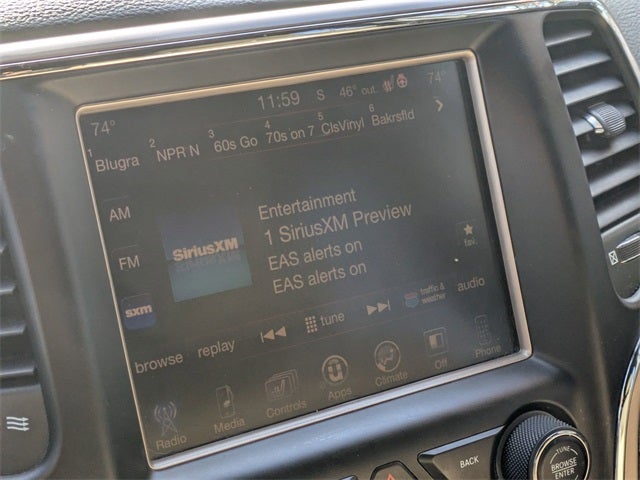 11:59 S 46° out. 74°
74°
1 Blugra 2 NPR N 3 60s Go 4 70s on 7 5 ClsVinyl 6 Bakrsfld
AM
FM
sxm
SiriusXM
Entertainment
1 SiriusXM Preview
EAS alerts on
EAS alerts on
fav.
browse replay tune traffic & weather audio
Radio Media Controls Apps Climate Off Phone
BACK
TUNE
BROWSE
ENTER